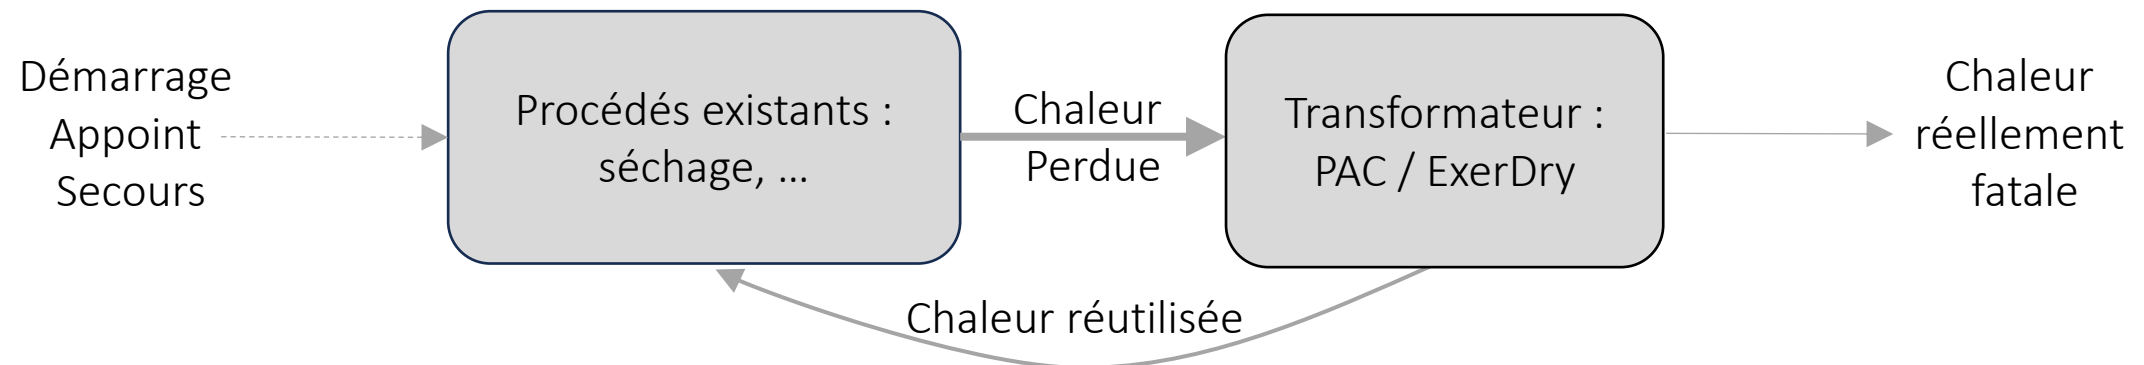 Démarrage
Appoint
Secours
Procédés existants :
séchage, ...
Chaleur
Perdue
Transformateur :
PAC / ExerDry
Chaleur
réellement
fatale
Chaleur réutilisée